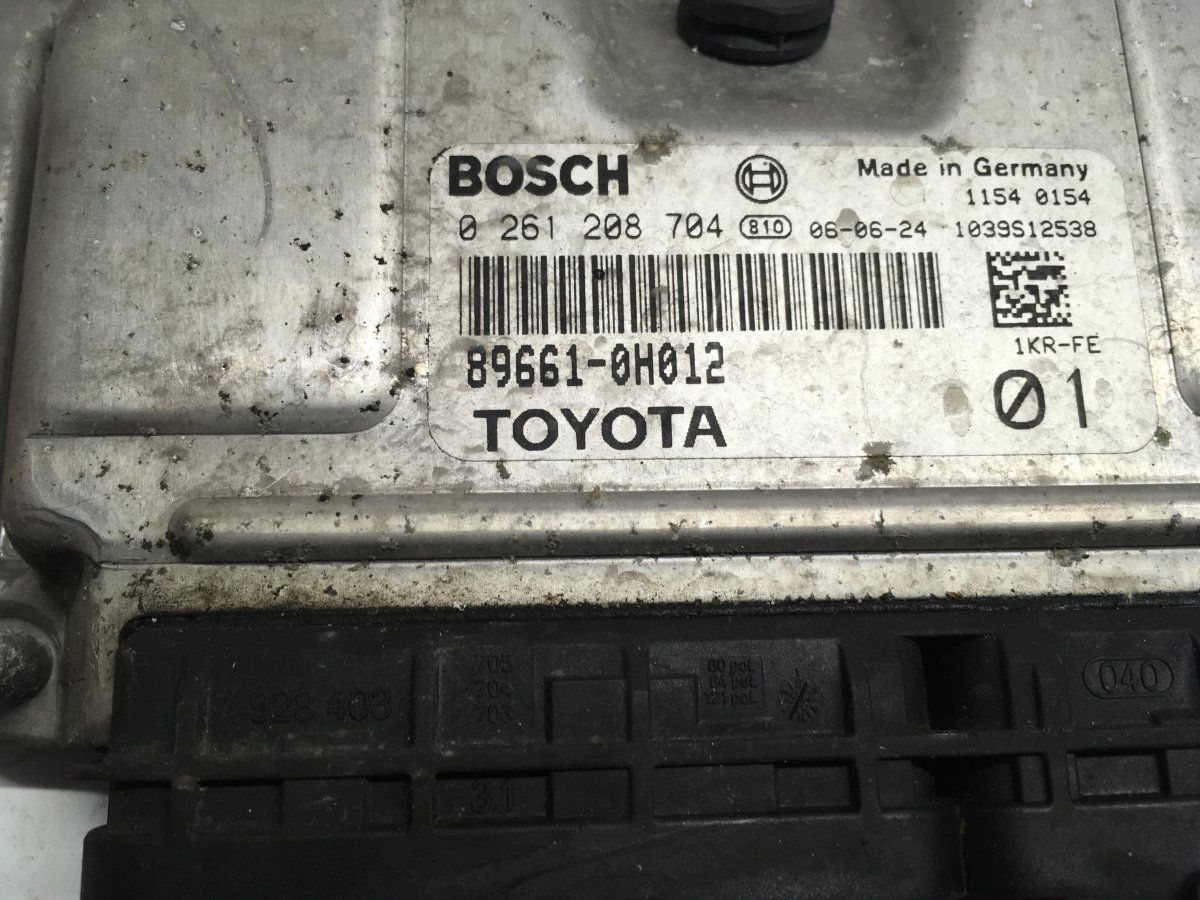 BOSCH
Made in Germany
1154 0154
0 261 208 704 810 06-06-24 1039S12538
89661-0H012
1KR-FE
TOYOTA
01
1 928 403
705
704
703
60 pol.
84 pol.
121 pol.
040
3.1